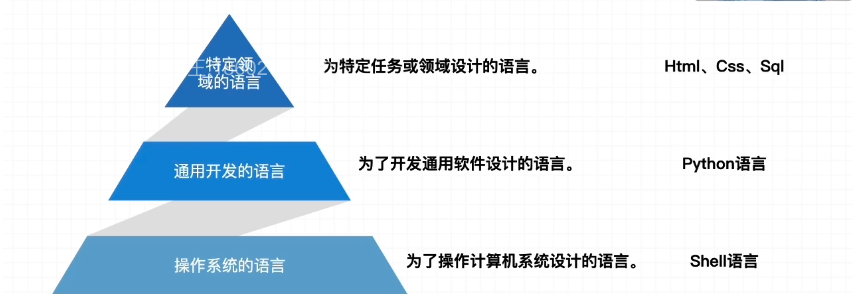 特定领
域的语言
为特定任务或领域设计的语言。
Html、Css、Sql
通用开发的语言
为了开发通用软件设计的语言。
Python语言
操作系统的语言
为了操作计算机系统设计的语言。
Shell语言